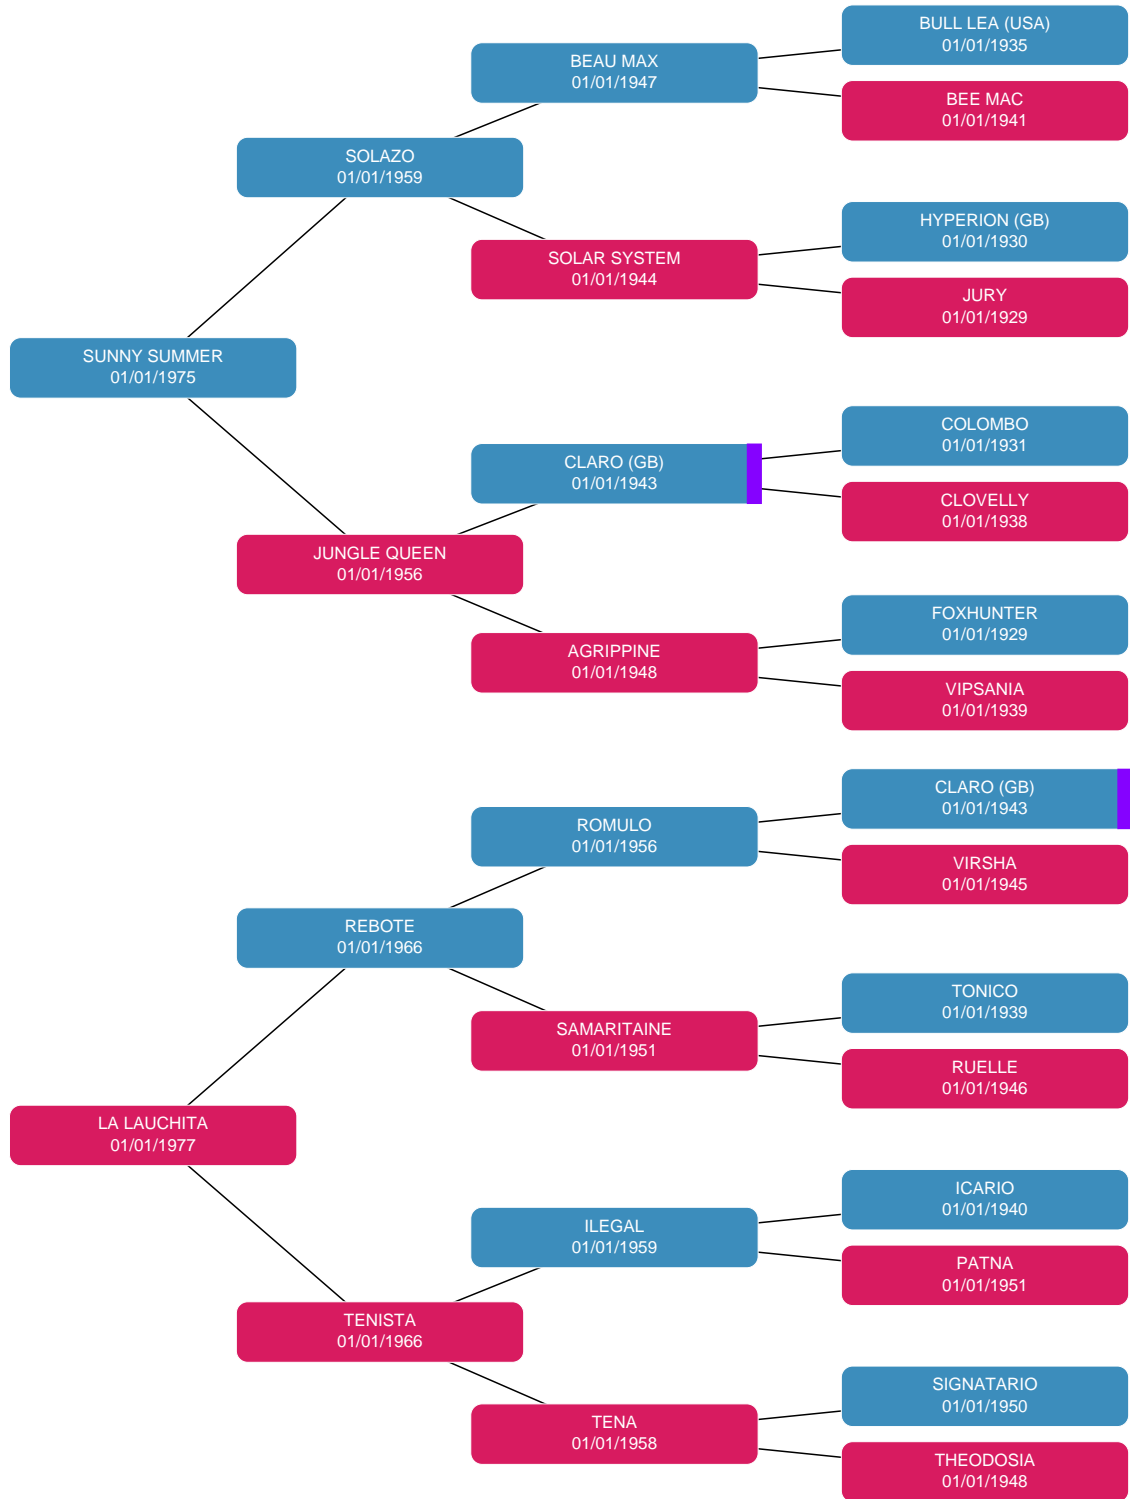 BULL LEA (USA)
01/01/1935
BEAU MAX
01/01/1947
BEE MAC
01/01/1941
SOLAZO
01/01/1959
HYPERION (GB)
01/01/1930
SOLAR SYSTEM
01/01/1944
JURY
01/01/1929
SUNNY SUMMER
01/01/1975
COLOMBO
01/01/1931
CLARO (GB)
01/01/1943
CLOVELLY
01/01/1938
JUNGLE QUEEN
01/01/1956
FOXHUNTER
01/01/1929
AGRIPPINE
01/01/1948
VIPSANIA
01/01/1939
CLARO (GB)
01/01/1943
ROMULO
01/01/1956
VIRSHA
01/01/1945
REBOTE
01/01/1966
TONICO
01/01/1939
SAMARITAINE
01/01/1951
RUELLE
01/01/1946
LA LAUCHITA
01/01/1977
ICARIO
01/01/1940
ILEGAL
01/01/1959
PATNA
01/01/1951
TENISTA
01/01/1966
SIGNATARIO
01/01/1950
TENA
01/01/1958
THEODOSIA
01/01/1948